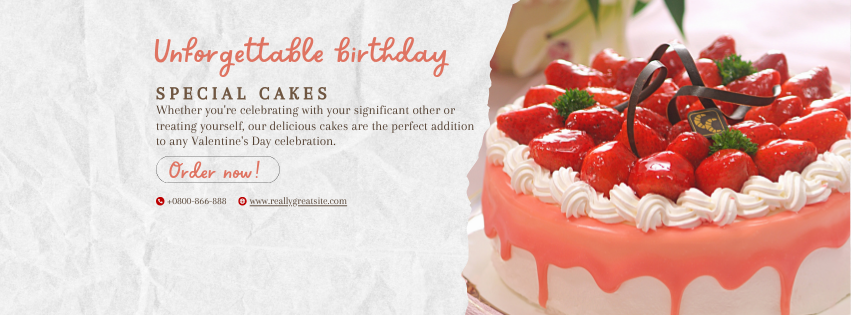 Unforgettable birthday
SPECIAL CAKES
Whether you're celebrating with your significant other or
treating yourself, our delicious cakes are the perfect addition
to any Valentine's Day celebration.
Order now!
+0800-866-888 www.reallygreatsite.com